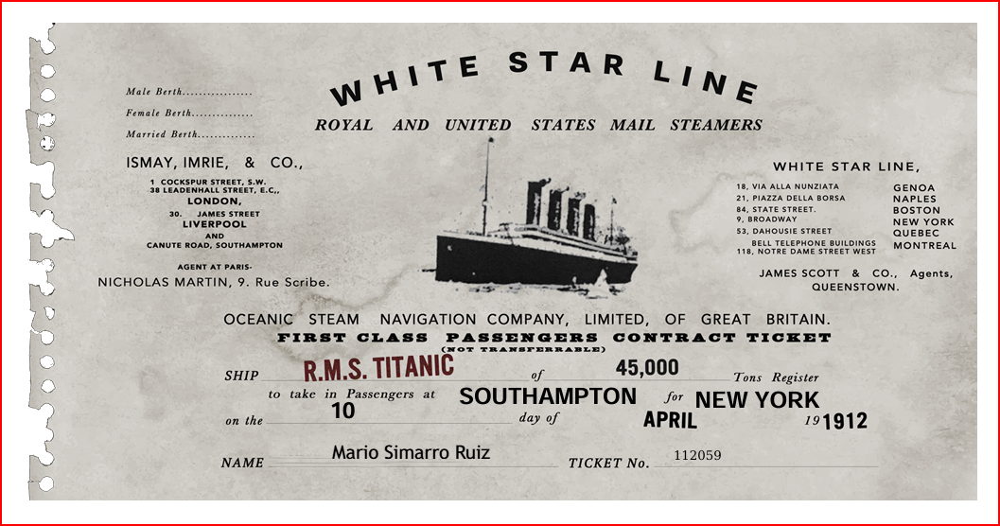 WHITE STAR LINE
ROYAL AND UNITED STATES MAIL STEAMERS
Male Berth................
Female Berth...............
Married Berth..............
ISMAY, IMRIE, & CO.,
1 COCKSPUR STREET, S.W.
38 LEADENHALL STREET, E.C,,
LONDON,
30. JAMES STREET
LIVERPOOL
AND
CANUTE ROAD, SOUTHAMPTON
AGENT AT PARIS-
NICHOLAS MARTIN, 9. Rue Scribe.
WHITE STAR LINE,
18, VIA ALLA NUNZIATA GENOA
21, PIAZZA DELLA BORSA NAPLES
84, STATE STREET. BOSTON
9, BROADWAY NEW YORK
53, DAHOUSIE STREET QUEBEC
BELL TELEPHONE BUILDINGS
118, NOTRE DAME STREET WEST MONTREAL
JAMES SCOTT & CO., Agents,
QUEENSTOWN.
OCEANIC STEAM NAVIGATION COMPANY, LIMITED, OF GREAT BRITAIN.
FIRST CLASS PASSENGERS CONTRACT TICKET
(NOT TRANSFERRABLE)
SHIP R.M.S. TITANIC of 45,000 Tons Register
to take in Passengers at SOUTHAMPTON for NEW YORK
on the 10 day of APRIL 19 1912
NAME Mario Simarro Ruiz TICKET No. 112059